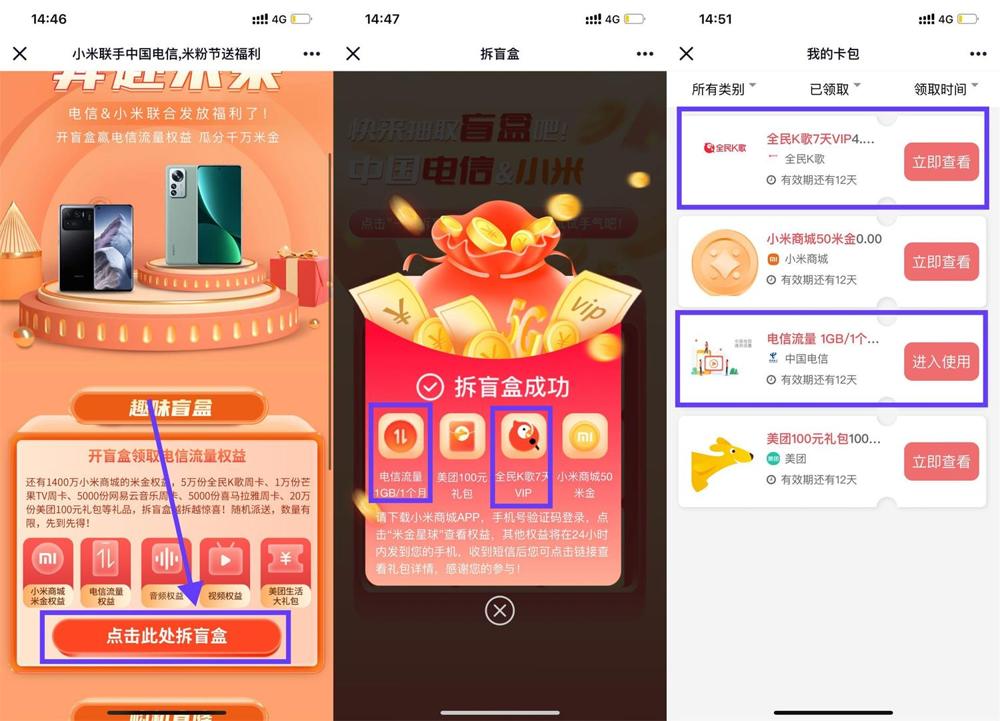 14:46
4G
小米联手中国电信,米粉节送福利
奔赴未来
电信&小米联合发放福利了！
开盲盒赢电信流量权益 瓜分千万米金
趣味盲盒
开盲盒领取电信流量权益
还有1400万小米商城的米金权益，5万份全民K歌周卡、1万份芒
果TV周卡、5000份网易云音乐周卡、5000份喜马拉雅周卡、20万
份美团100元礼包等礼品，拆盲盒越拆越惊喜！随机派送，数量有
限，先到先得！
小米商城
米金权益
电信流量
权益
音频权益
视频权益
美团生活
大礼包
点击此处拆盲盒
14:47
4G
拆盲盒
快来抽取盲盒吧!
中国电信&小米
点击"拆
试手气吧!
vip
5G
拆盲盒成功
电信流量
1GB/1个月
美团100元
礼包
全民K歌7天
VIP
小米商城50
米金
请下载小米商城APP，手机号验证码登录，点
击"米金星球"查看权益，其他权益将在24小时
内发到您的手机，收到短信后您可点击链接查
看礼包详情，感谢您的参与！
14:51
4G
我的卡包
所有类别
已领取
领取时间
全民K歌
全民K歌7天VIP4....
全民K歌
有效期还有12天
立即查看
小米商城50米金0.00
小米商城
有效期还有12天
立即查看
电信流量 1GB/1个...
中国电信
有效期还有12天
进入使用
美团100元礼包100...
美团
有效期还有12天
立即查看